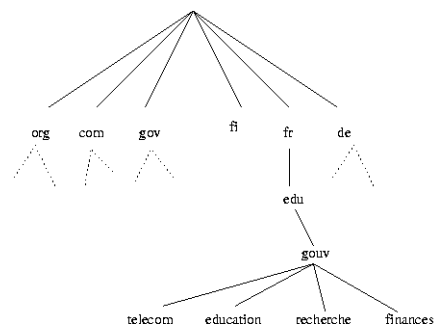 org com gov fi fr de
edu
gouv
telecom education recherche finances